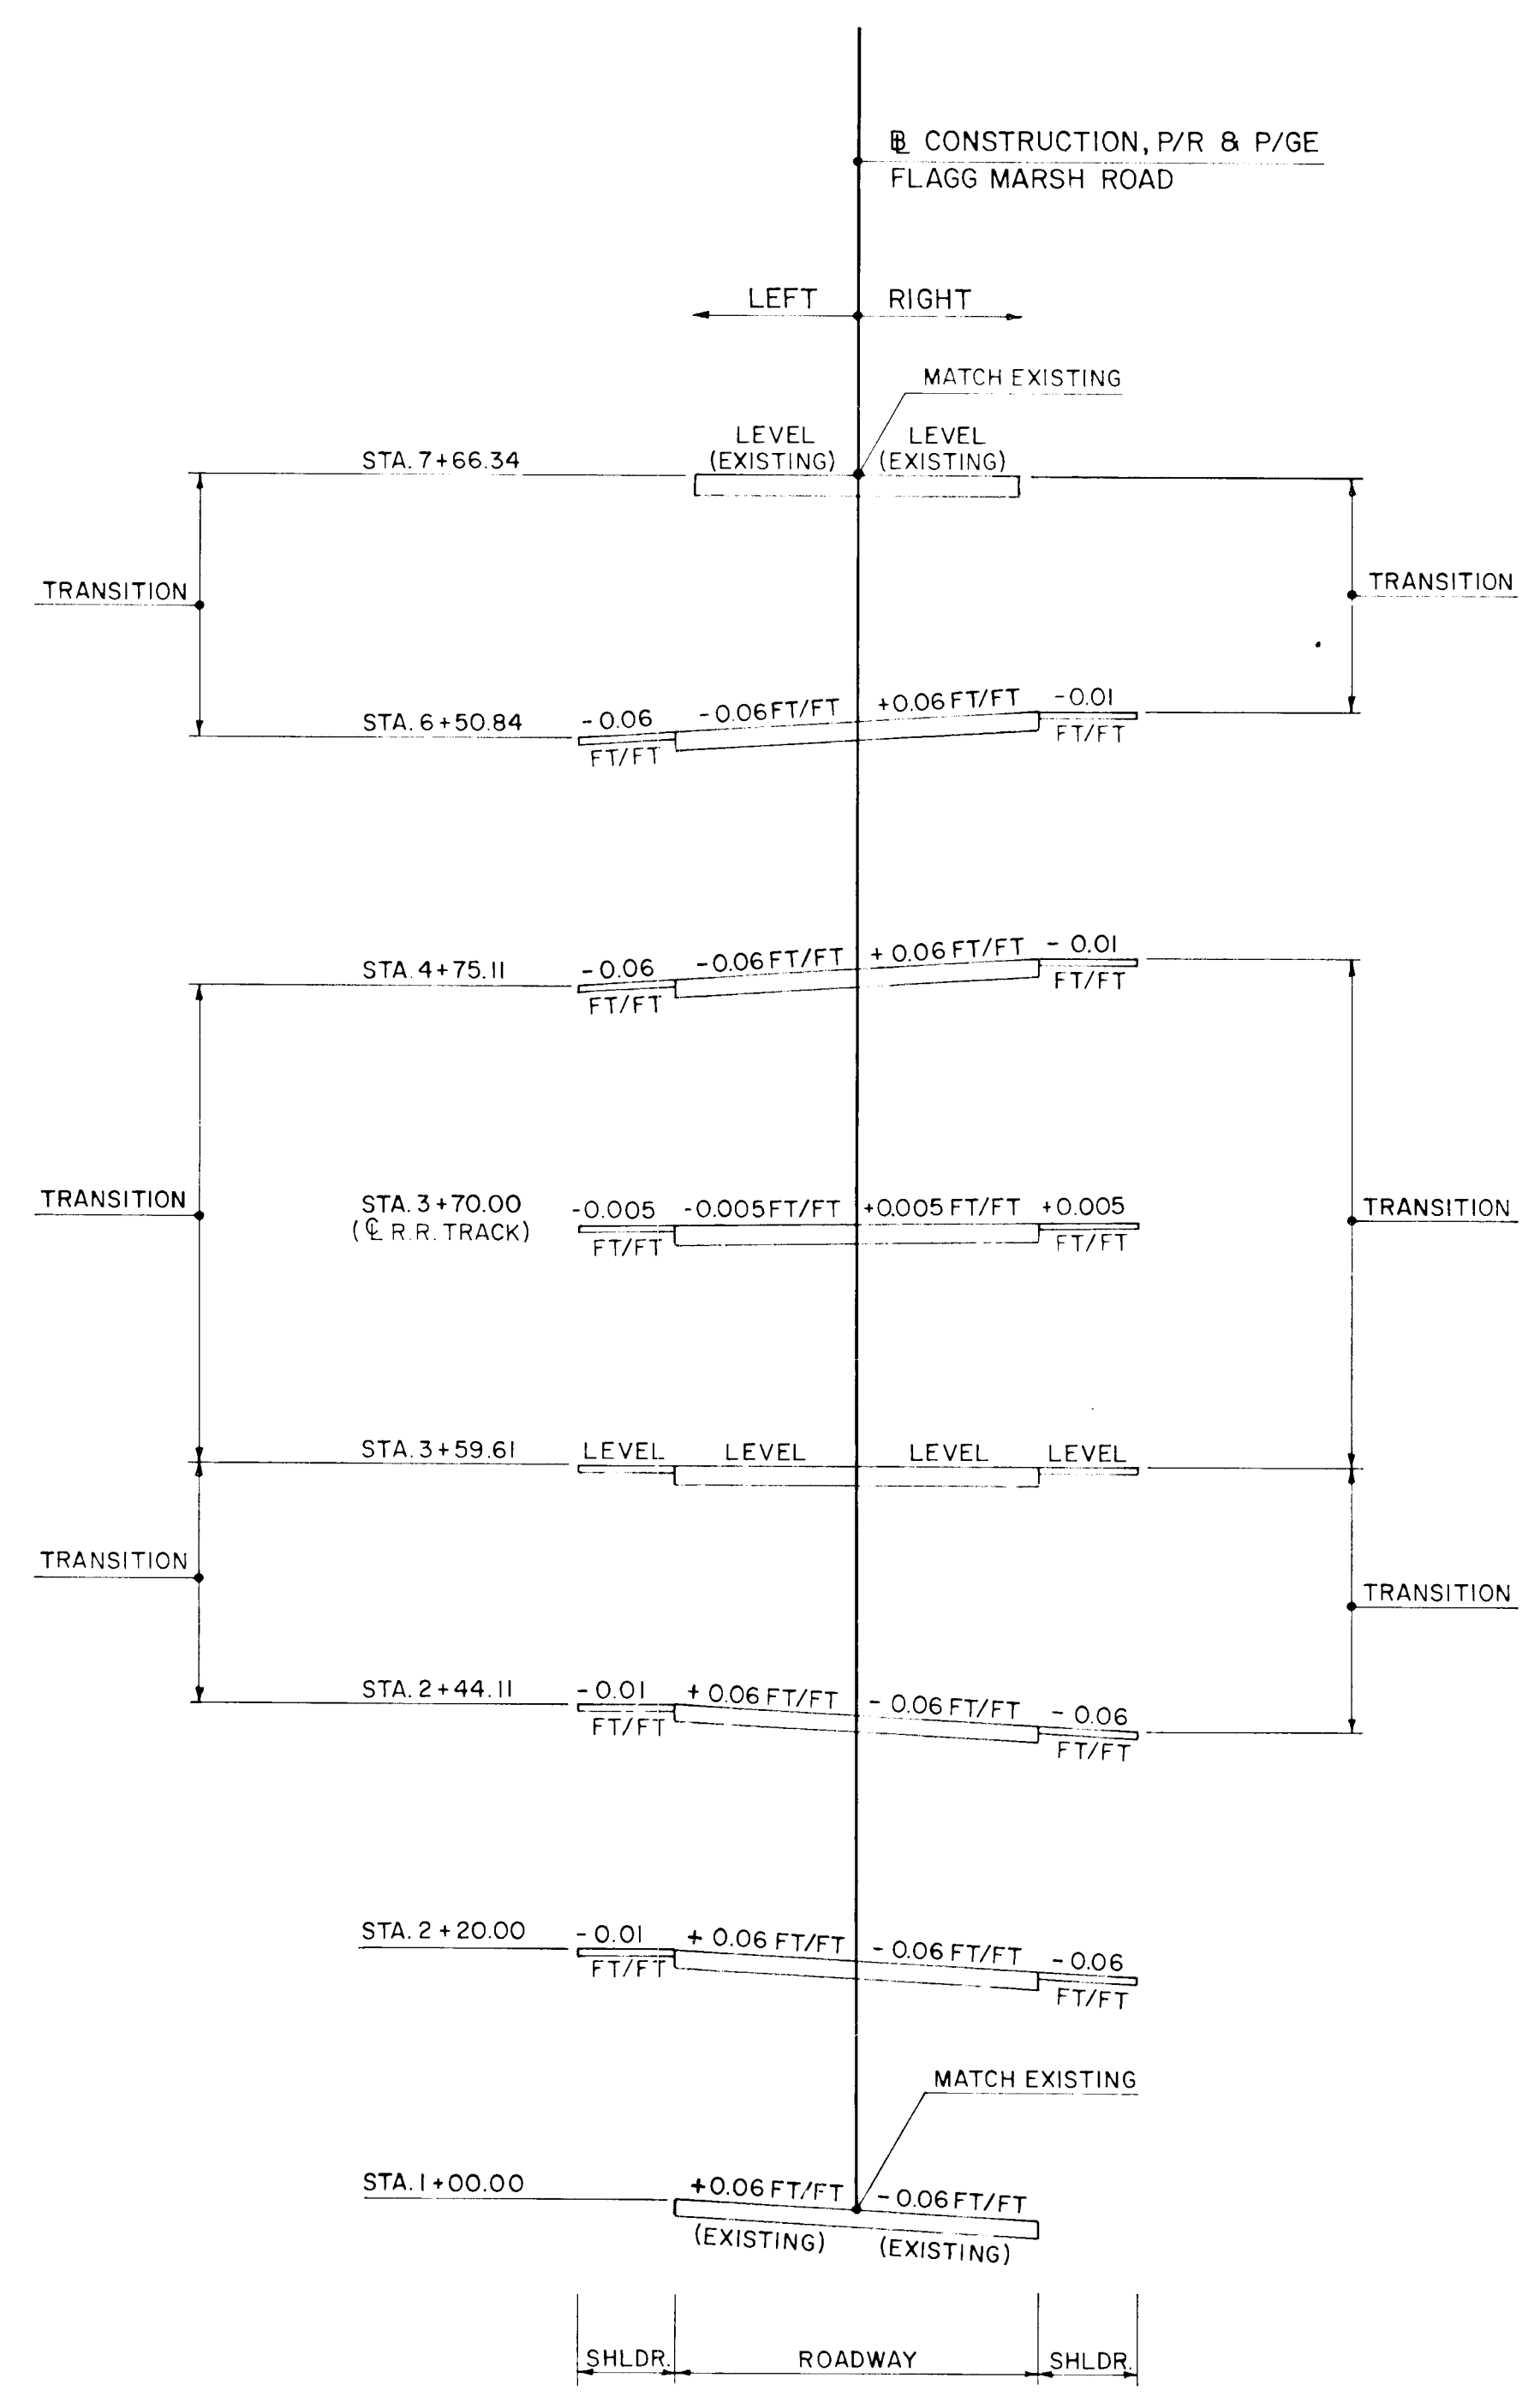 ℄ CONSTRUCTION, P/R & P/GE
FLAGG MARSH ROAD
LEFT RIGHT
MATCH EXISTING
STA. 7+66.34
LEVEL LEVEL
(EXISTING) (EXISTING)
TRANSITION TRANSITION
STA. 6+50.84 -0.06 -0.06 FT/FT +0.06 FT/FT -0.01
FT/FT FT/FT
STA. 4+75.11 -0.06 -0.06 FT/FT +0.06 FT/FT -0.01
FT/FT FT/FT
TRANSITION STA. 3+70.00 -0.005 -0.005 FT/FT +0.005 FT/FT +0.005 TRANSITION
(℄ R.R. TRACK) FT/FT FT/FT
STA. 3+59.61 LEVEL LEVEL LEVEL LEVEL
TRANSITION TRANSITION
STA. 2+44.11 -0.01 +0.06 FT/FT -0.06 FT/FT -0.06
FT/FT FT/FT
STA. 2+20.00 -0.01 +0.06 FT/FT -0.06 FT/FT -0.06
FT/FT FT/FT
MATCH EXISTING
STA. 1+00.00 +0.06 FT/FT -0.06 FT/FT
(EXISTING) (EXISTING)
SHLDR. ROADWAY SHLDR.